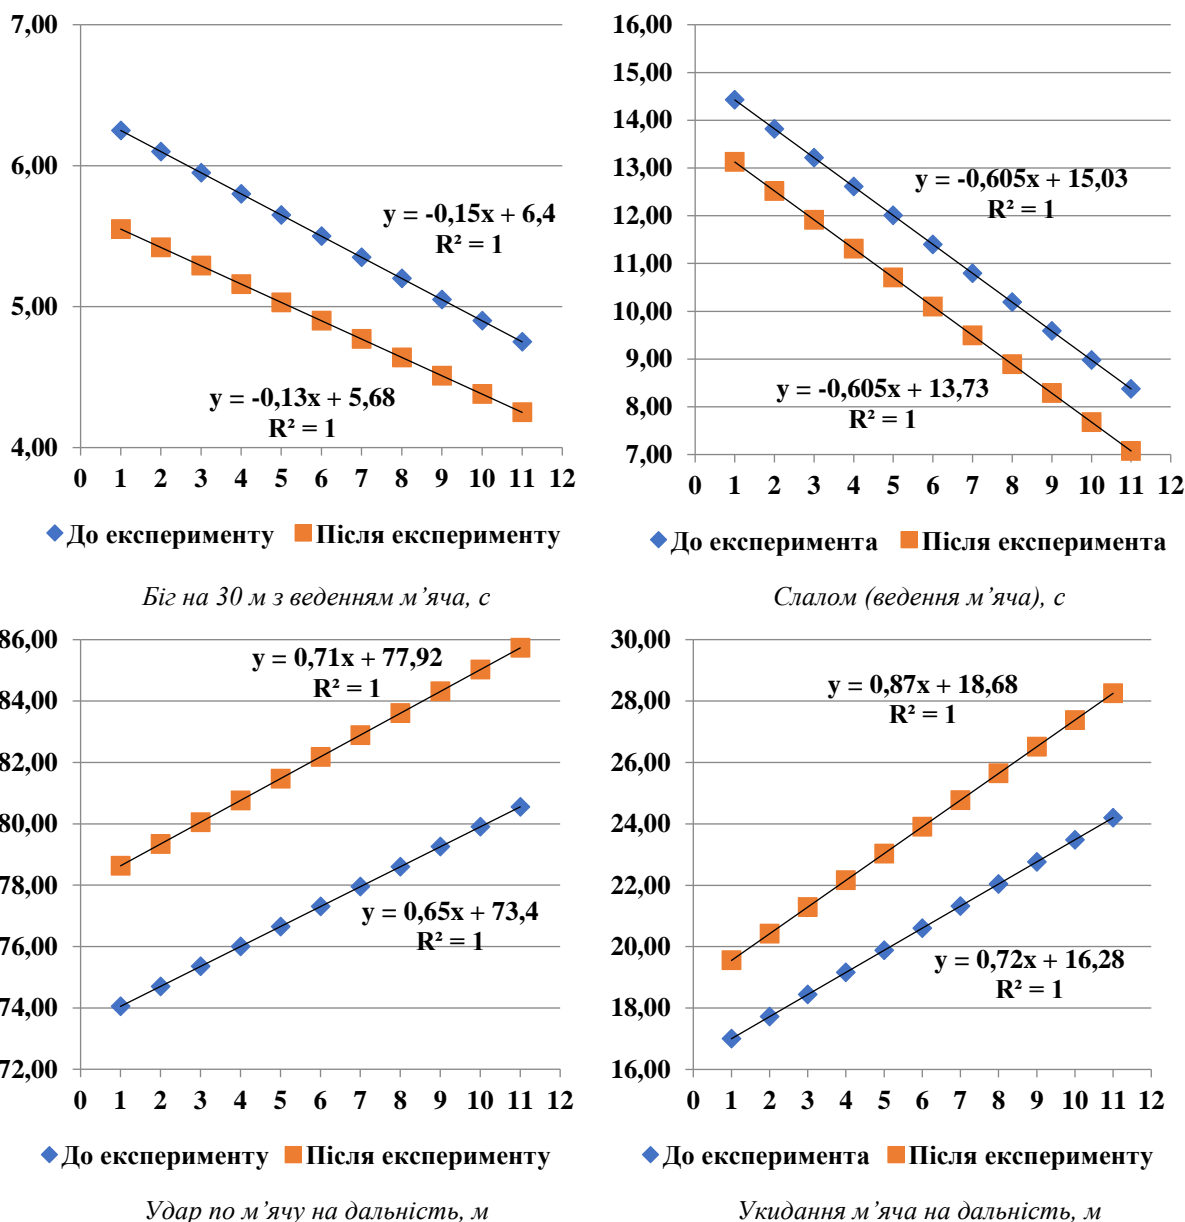 7,00
6,00
5,00
4,00
y = -0,15x + 6,4
R² = 1
y = -0,13x + 5,68
R² = 1
0 1 2 3 4 5 6 7 8 9 10 11 12
До експерименту Після експерименту
Біг на 30 м з веденням м’яча, с
16,00
15,00
14,00
13,00
12,00
11,00
10,00
9,00
8,00
7,00
y = -0,605x + 15,03
R² = 1
y = -0,605x + 13,73
R² = 1
0 1 2 3 4 5 6 7 8 9 10 11 12
До експеримента Після експеримента
Слалом (ведення м’яча), с
86,00
84,00
82,00
80,00
78,00
76,00
74,00
72,00
y = 0,71x + 77,92
R² = 1
y = 0,65x + 73,4
R² = 1
0 1 2 3 4 5 6 7 8 9 10 11 12
До експерименту Після експерименту
Удар по м’ячу на дальність, м
30,00
28,00
26,00
24,00
22,00
20,00
18,00
16,00
y = 0,87x + 18,68
R² = 1
y = 0,72x + 16,28
R² = 1
0 1 2 3 4 5 6 7 8 9 10 11 12
До експеримента Після експерименту
Укидання м’яча на дальність, м